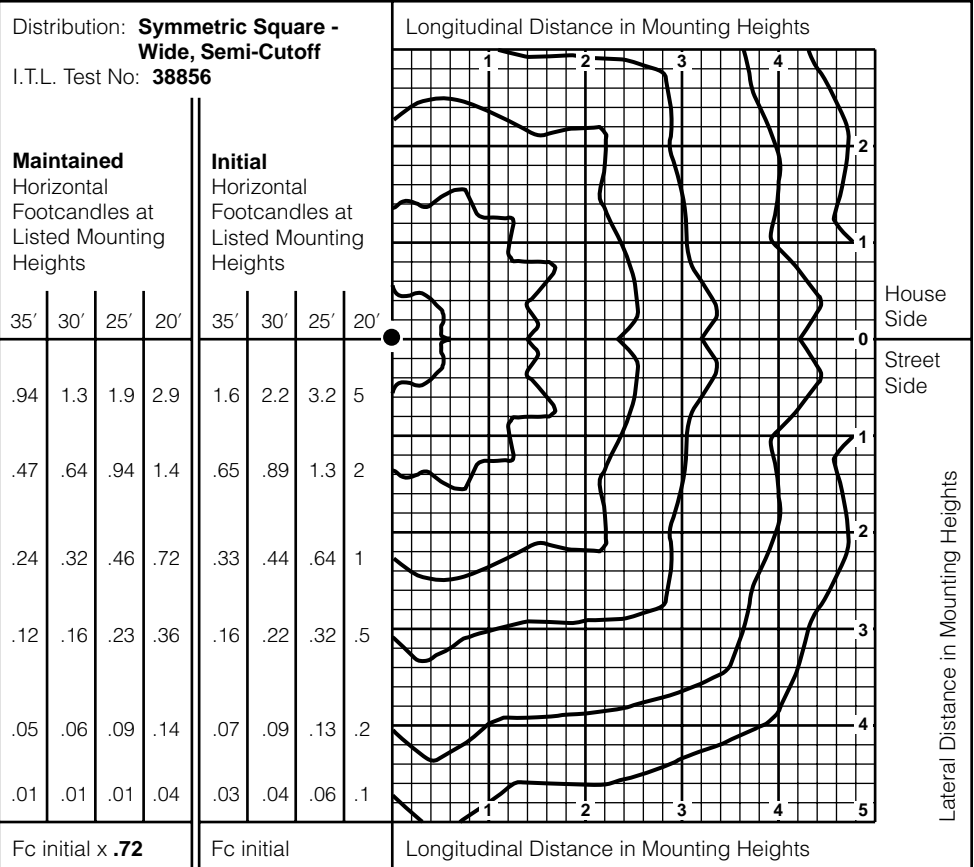 Distribution: Symmetric Square -
Wide, Semi-Cutoff
I.T.L. Test No: 38856
Longitudinal Distance in Mounting Heights
1 2 3 4
2
1
0
1
2
3
4
5
House
Side
Street
Side
Lateral Distance in Mounting Heights
Maintained
Horizontal
Footcandles at
Listed Mounting
Heights
Initial
Horizontal
Footcandles at
Listed Mounting
Heights
35′ 30′ 25′ 20′ 35′ 30′ 25′ 20′
.94 1.3 1.9 2.9 1.6 2.2 3.2 5
.47 .64 .94 1.4 .65 .89 1.3 2
.24 .32 .46 .72 .33 .44 .64 1
.12 .16 .23 .36 .16 .22 .32 .5
.05 .06 .09 .14 .07 .09 .13 .2
.01 .01 .01 .04 .03 .04 .06 .1
1 2 3 4
Fc initial x .72
Fc initial
Longitudinal Distance in Mounting Heights